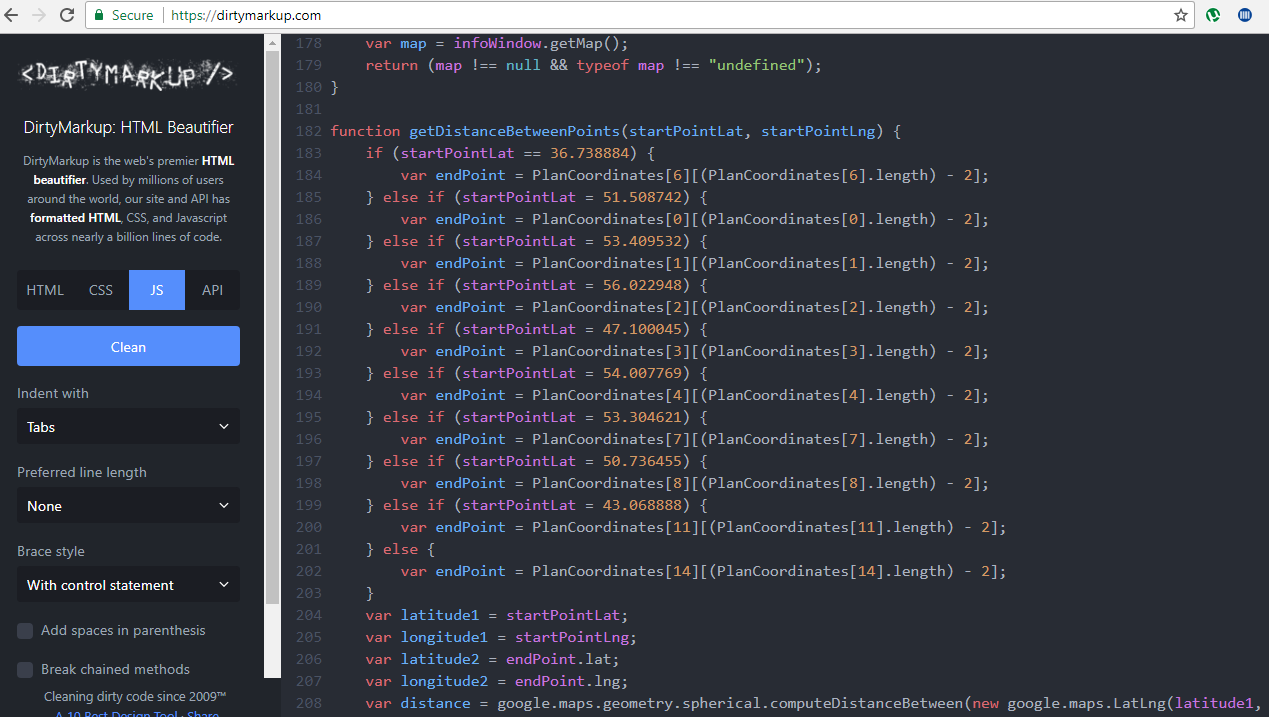 Secure
https://dirtymarkup.com
<DIRTYMARKUP/>
DirtyMarkup: HTML Beautifier
DirtyMarkup is the web's premier HTML
beautifier. Used by millions of users
around the world, our site and API has
formatted HTML, CSS, and Javascript
across nearly a billion lines of code.
HTML CSS JS API
Clean
Indent with
Tabs
Preferred line length
None
Brace style
With control statement
Add spaces in parenthesis
Break chained methods
Cleaning dirty code since 2009™
A 10 Best Design Tool · Share
178     var map = infoWindow.getMap();
179     return (map !== null && typeof map !== "undefined");
180 }
181
182 function getDistanceBetweenPoints(startPointLat, startPointLng) {
183     if (startPointLat == 36.738884) {
184         var endPoint = PlanCoordinates[6][(PlanCoordinates[6].length) - 2];
185     } else if (startPointLat = 51.508742) {
186         var endPoint = PlanCoordinates[0][(PlanCoordinates[0].length) - 2];
187     } else if (startPointLat = 53.409532) {
188         var endPoint = PlanCoordinates[1][(PlanCoordinates[1].length) - 2];
189     } else if (startPointLat = 56.022948) {
190         var endPoint = PlanCoordinates[2][(PlanCoordinates[2].length) - 2];
191     } else if (startPointLat = 47.100045) {
192         var endPoint = PlanCoordinates[3][(PlanCoordinates[3].length) - 2];
193     } else if (startPointLat = 54.007769) {
194         var endPoint = PlanCoordinates[4][(PlanCoordinates[4].length) - 2];
195     } else if (startPointLat = 53.304621) {
196         var endPoint = PlanCoordinates[7][(PlanCoordinates[7].length) - 2];
197     } else if (startPointLat = 50.736455) {
198         var endPoint = PlanCoordinates[8][(PlanCoordinates[8].length) - 2];
199     } else if (startPointLat = 43.068888) {
200         var endPoint = PlanCoordinates[11][(PlanCoordinates[11].length) - 2];
201     } else {
202         var endPoint = PlanCoordinates[14][(PlanCoordinates[14].length) - 2];
203     }
204     var latitude1 = startPointLat;
205     var longitude1 = startPointLng;
206     var latitude2 = endPoint.lat;
207     var longitude2 = endPoint.lng;
208     var distance = google.maps.geometry.spherical.computeDistanceBetween(new google.maps.LatLng(latitude1,